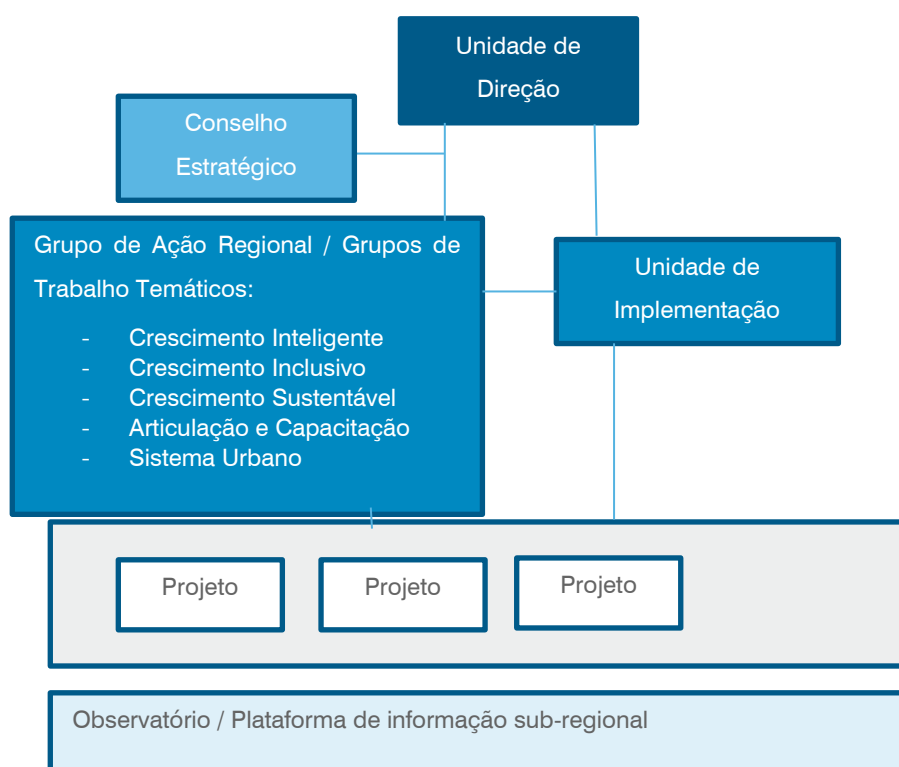 Unidade de
Direção
Conselho
Estratégico
Grupo de Ação Regional / Grupos de
Trabalho Temáticos:
- Crescimento Inteligente
- Crescimento Inclusivo
- Crescimento Sustentável
- Articulação e Capacitação
- Sistema Urbano
Unidade de
Implementação
Projeto
Projeto
Projeto
Observatório / Plataforma de informação sub-regional